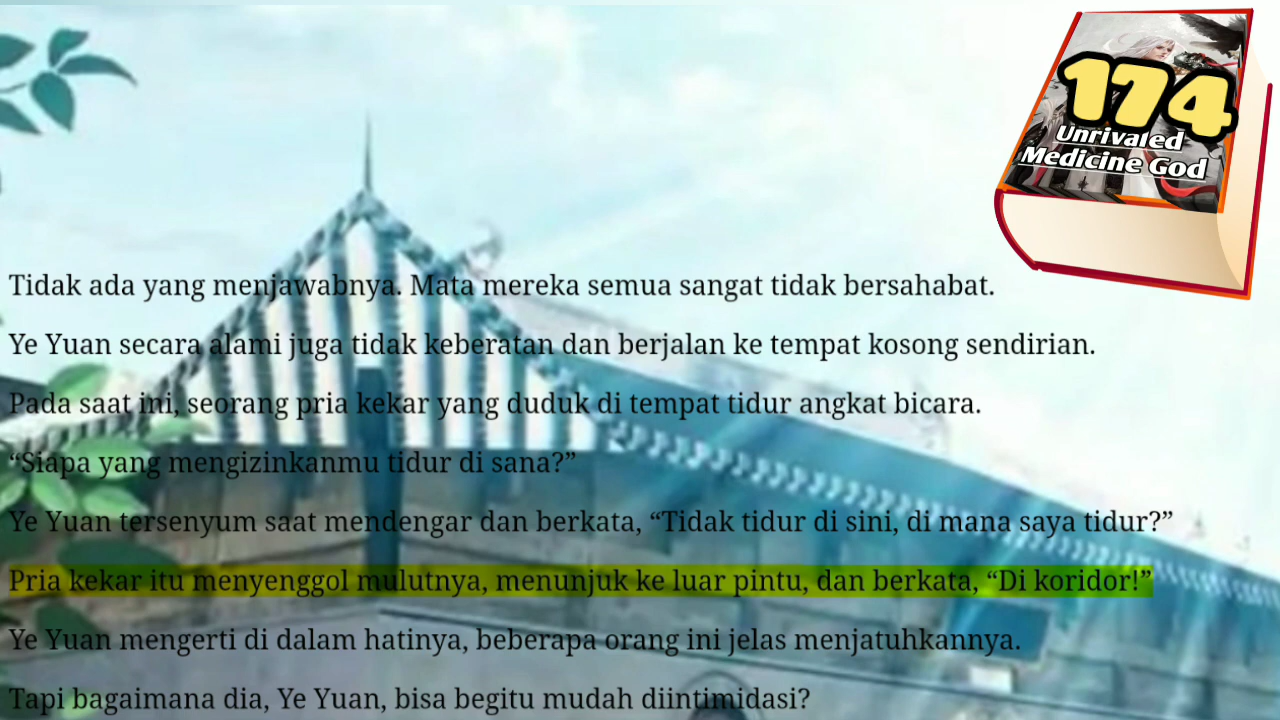 174
Unrivaled
Medicine God
Tidak ada yang menjawabnya. Mata mereka semua sangat tidak bersahabat.
Ye Yuan secara alami juga tidak keberatan dan berjalan ke tempat kosong sendirian.
Pada saat ini, seorang pria kekar yang duduk di tempat tidur angkat bicara.
“Siapa yang mengizinkanmu tidur di sana?”
Ye Yuan tersenyum saat mendengar dan berkata, “Tidak tidur di sini, di mana saya tidur?”
Pria kekar itu menyenggol mulutnya, menunjuk ke luar pintu, dan berkata, “Di koridor!”
Ye Yuan mengerti di dalam hatinya, beberapa orang ini jelas menjatuhkannya.
Tapi bagaimana dia, Ye Yuan, bisa begitu mudah diintimidasi?